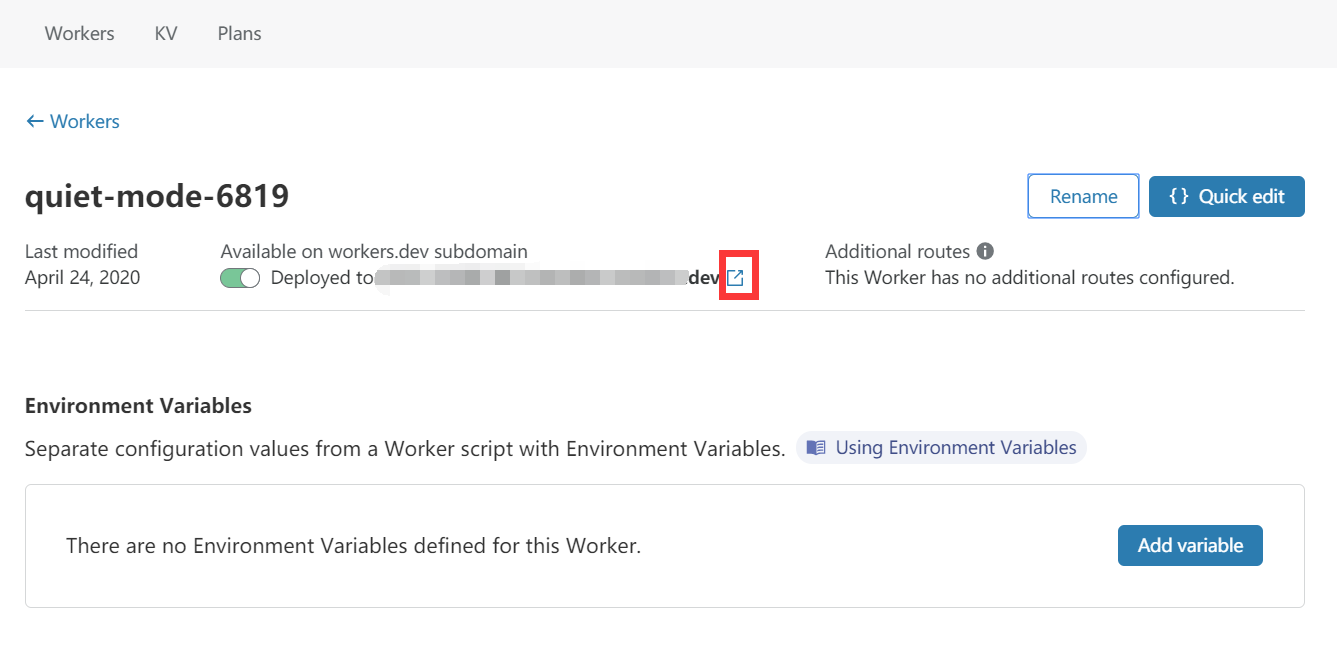 Workers KV Plans
← Workers
quiet-mode-6819
Rename
{ } Quick edit
Last modified
April 24, 2020
Available on workers.dev subdomain
Deployed to dev
Additional routes
This Worker has no additional routes configured.
Environment Variables
Separate configuration values from a Worker script with Environment Variables. Using Environment Variables
There are no Environment Variables defined for this Worker.
Add variable